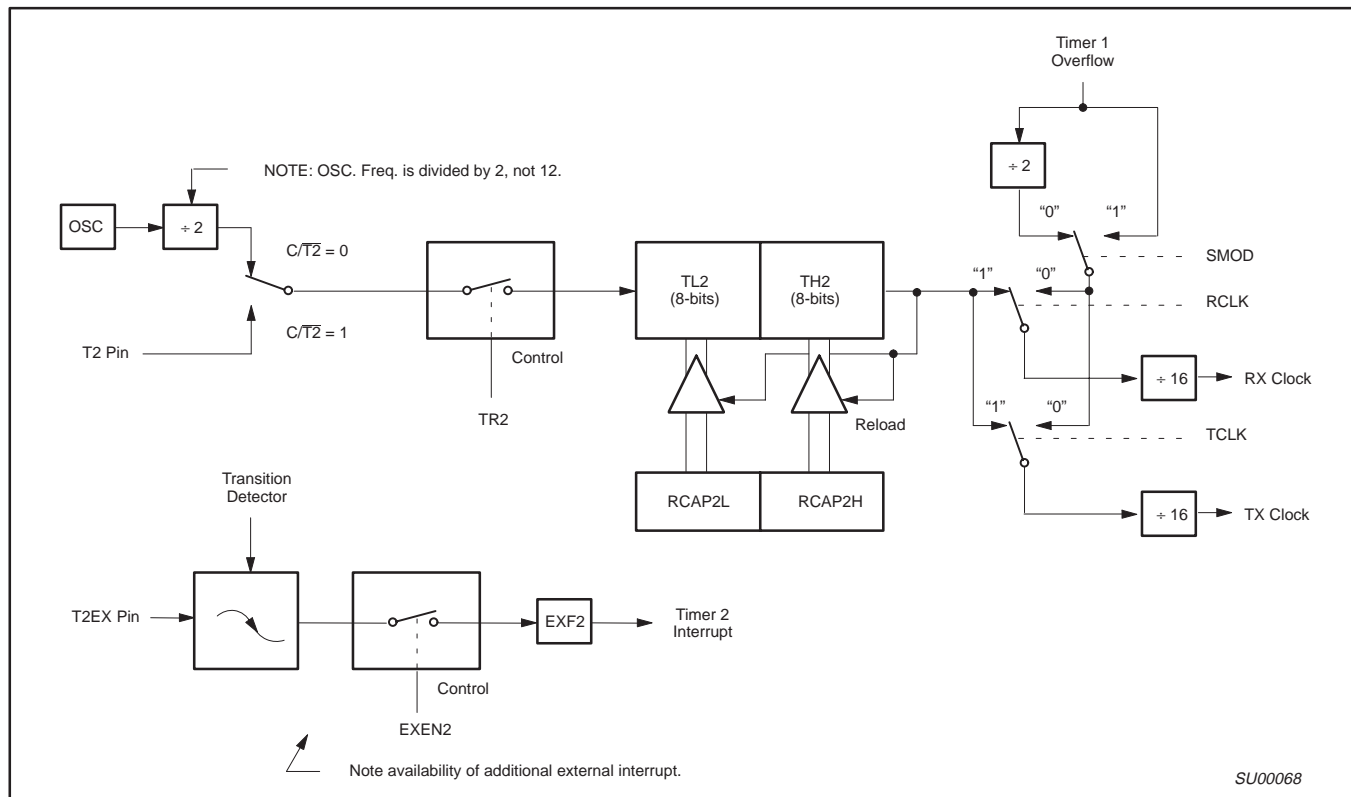 Timer 1
Overflow
NOTE: OSC. Freq. is divided by 2, not 12.
÷ 2
“0”
“1”
OSC
÷ 2
C/T2 = 0
SMOD
TL2
(8-bits)
TH2
(8-bits)
“1”
“0”
RCLK
C/T2 = 1
T2 Pin
Control
÷ 16
RX Clock
TR2
Reload
“1”
“0”
TCLK
Transition
Detector
RCAP2L
RCAP2H
÷ 16
TX Clock
T2EX Pin
EXF2
Timer 2
Interrupt
Control
EXEN2
Note availability of additional external interrupt.
SU00068